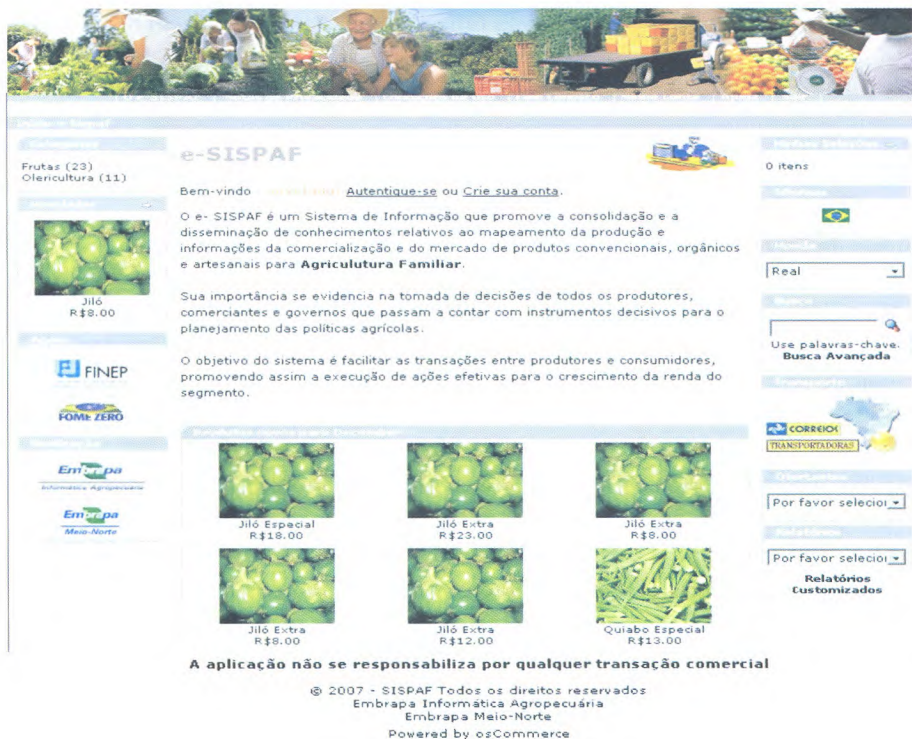 Frutas (23)
Olericultura (11)
Jiló
R$8.00
FINEP
FOME ZERO
Embrapa
Informática Agropecuária
Embrapa
Meio-Norte
e-SISPAF
Bem-vindo
Autentique-se ou Crie sua conta.
O e- SISPAF é um Sistema de Informação que promove a consolidação e a
disseminação de conhecimentos relativos ao mapeamento da produção e
informações da comercialização e do mercado de produtos convencionais, orgânicos
e artesanais para Agriculutura Familiar.
Sua importância se evidencia na tomada de decisões de todos os produtores,
comerciantes e governos que passam a contar com instrumentos decisivos para o
planejamento das políticas agrícolas.
O objetivo do sistema é facilitar as transações entre produtores e consumidores,
promovendo assim a execução de ações efetivas para o crescimento da renda do
segmento.
Jiló Especial
R$18.00
Jiló Extra
R$23.00
Jiló Extra
R$8.00
Jiló Extra
R$8.00
Jiló Extra
R$12.00
Quiabo Especial
R$13.00
0 itens
Idiomas
Moeda
Real
Busca
Use palavras-chave.
Busca Avançada
Transporte
CORREIOS
TRANSPORTADORAS
Ofertantes
Por favor selecio
Relatórios
Por favor selecio
Relatórios
Customizados
A aplicação não se responsabiliza por qualquer transação comercial
© 2007 - SISPAF Todos os direitos reservados
Embrapa Informática Agropecuária
Embrapa Meio-Norte
Powered by osCommerce